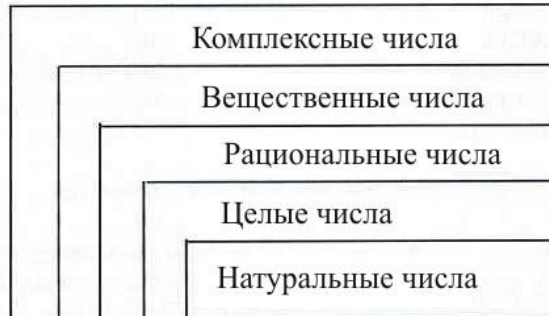 Комплексные числа
Вещественные числа
Рациональные числа
Целые числа
Натуральные числа